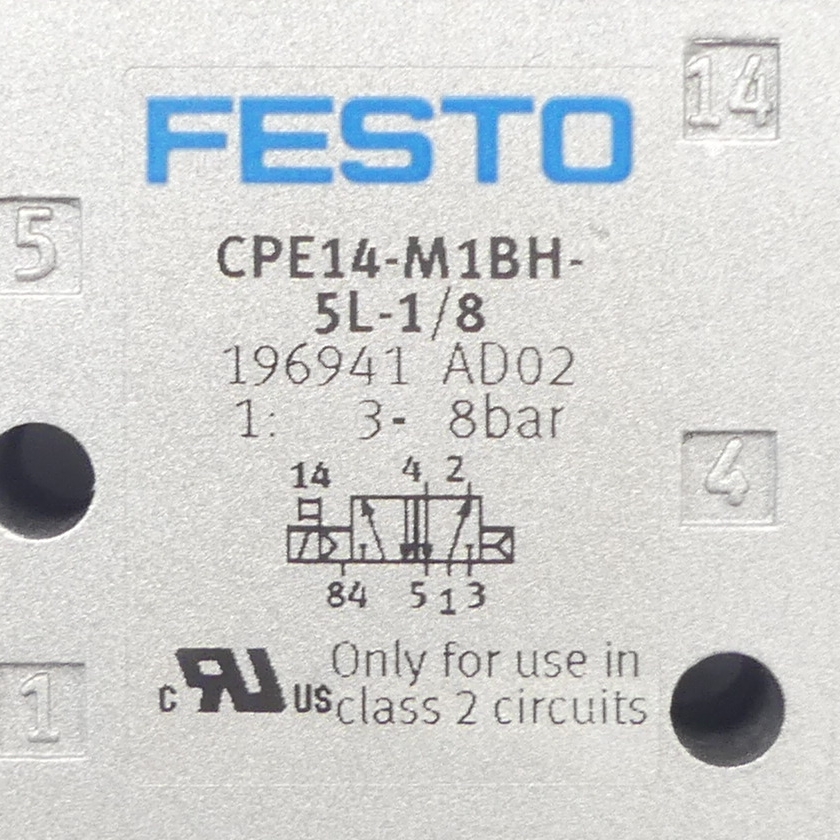 14
FESTO
5
CPE14-M1BH-
5L-1/8
196941 AD02
1: 3- 8bar
14 4 2
4
84 5 1 3
1
Only for use in
c RU US class 2 circuits